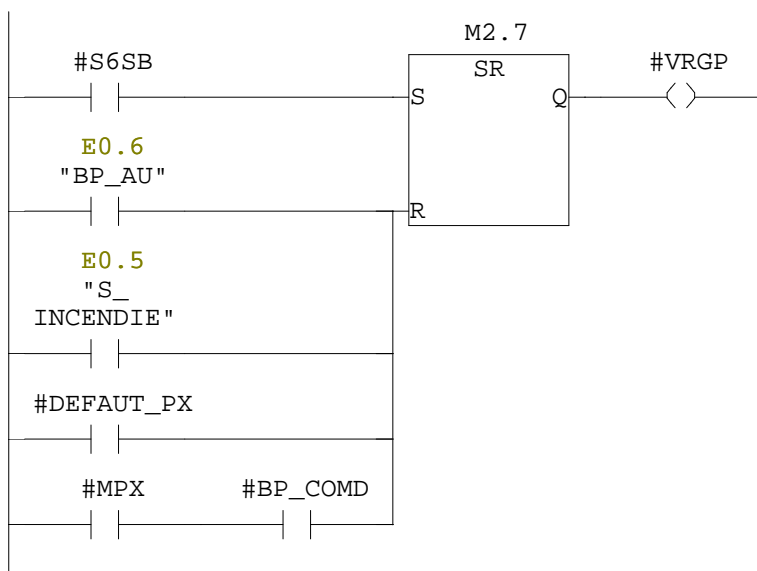 M2.7
#S6SB
SR
#VRGP
S
Q
E0.6
"BP_AU"
R
E0.5
"S_
INCENDIE"
#DEFAUT_PX
#MPX
#BP_COMD